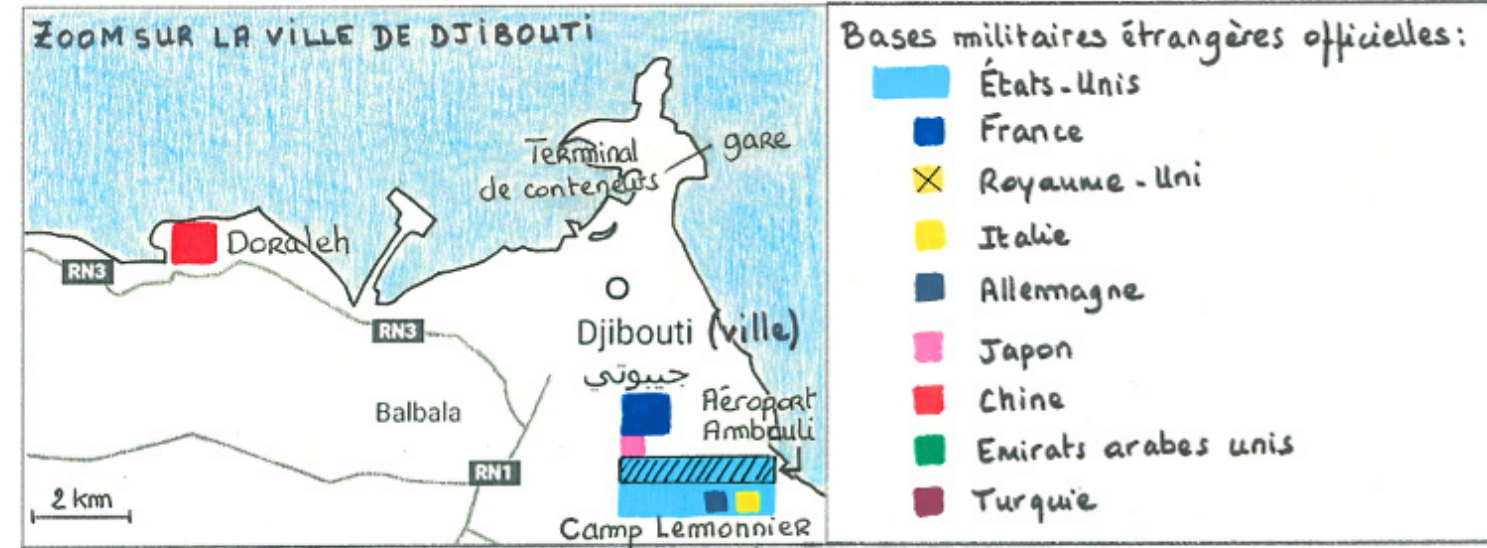 ZOOM SUR LA VILLE DE DJIBOUTI
Terminal
de conteneurs
gare
Doraleh
RN3
RN3
Djibouti (ville)
جيبوتي
Balbala
Aéroport
Ambouli
RN1
2 km
Camp Lemonnier
Bases militaires étrangères officielles :
États-Unis
France
Royaume-Uni
Italie
Allemagne
Japon
Chine
Emirats arabes unis
Turquie